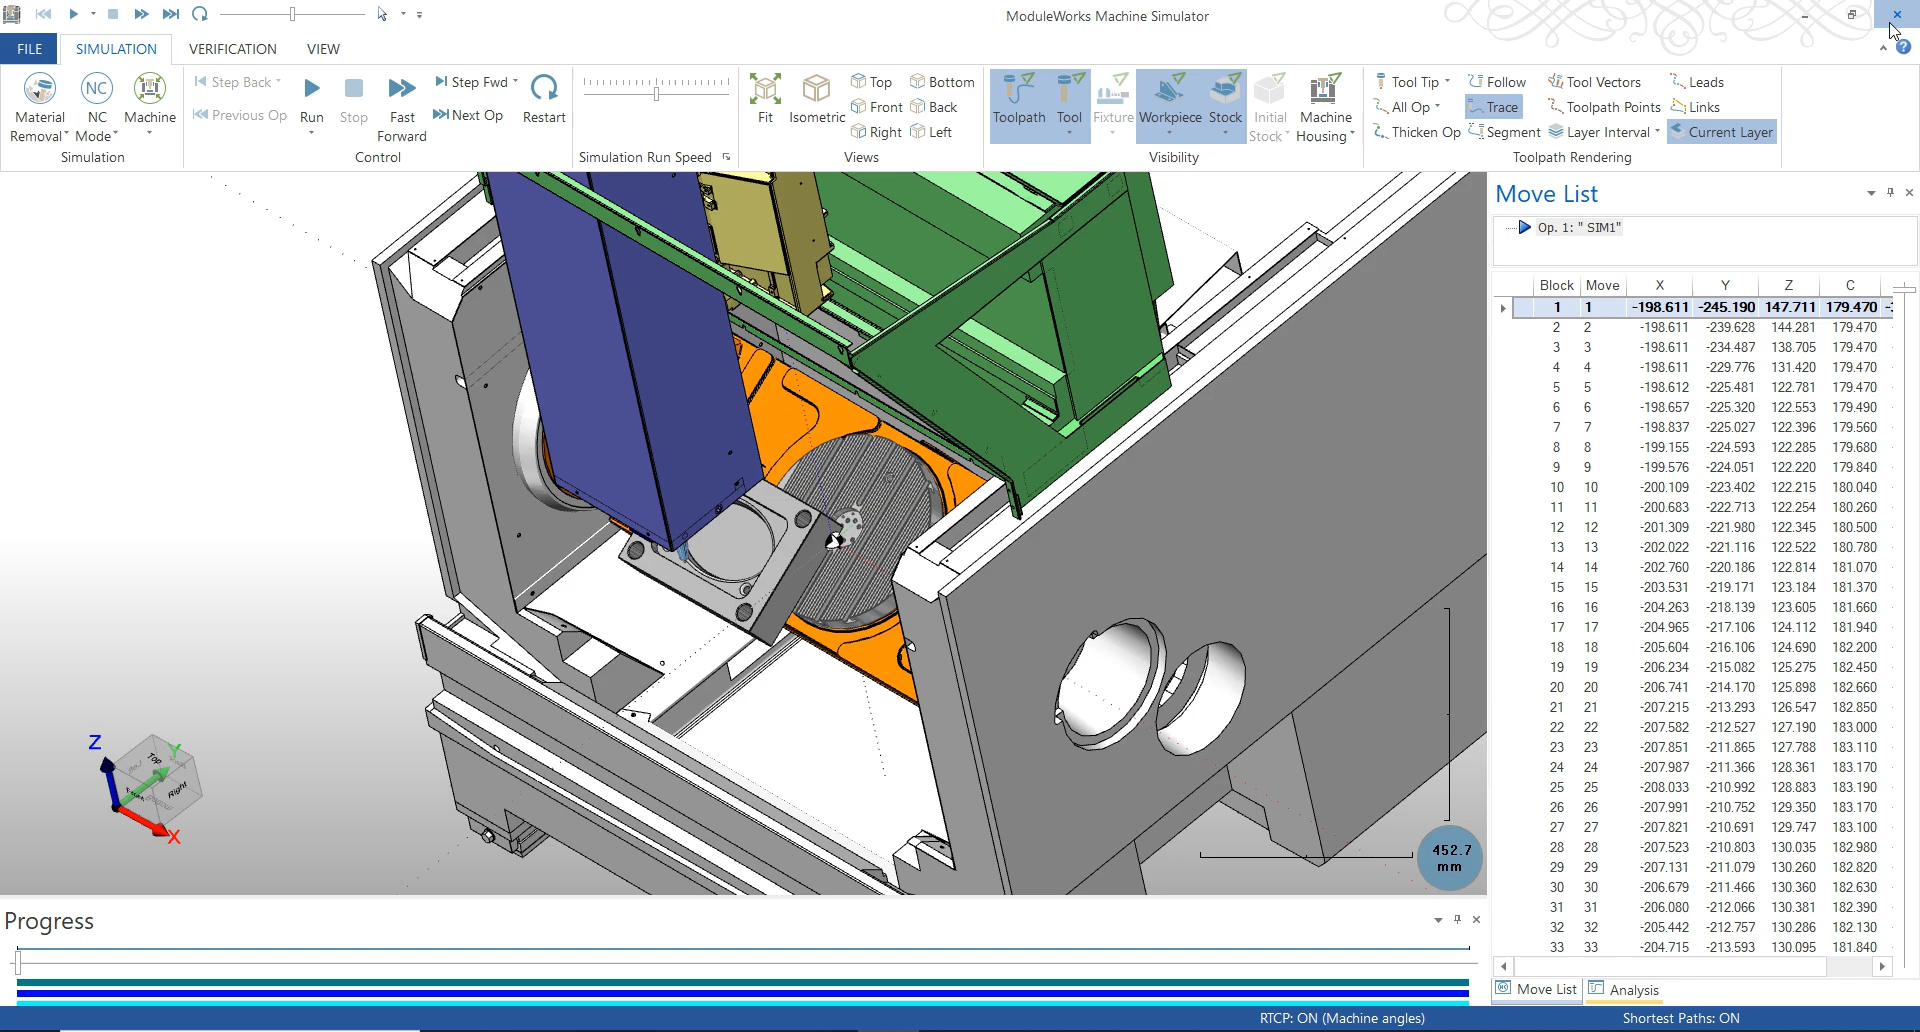 ModuleWorks Machine Simulator
FILE SIMULATION VERIFICATION VIEW
Material Removal NC Mode Machine
Simulation
Step Back
Previous Op
Run Stop Fast Forward
Step Fwd
Next Op
Restart
Control
Simulation Run Speed
Fit Isometric
Top Bottom
Front Back
Right Left
Views
Toolpath Tool Fixture Workpiece Stock Initial Stock Machine Housing
Visibility
Tool Tip Follow Tool Vectors Leads
All Op Trace Toolpath Points Links
Thicken Op Segment Layer Interval Current Layer
Toolpath Rendering
NC
Move List
Op. 1: " SIM1"
Block Move X Y Z C
1 1 -198.611 -245.190 147.711 179.470
2 2 -198.611 -239.628 144.281 179.470
3 3 -198.611 -234.487 138.705 179.470
4 4 -198.611 -229.776 131.420 179.470
5 5 -198.612 -225.481 122.781 179.470
6 6 -198.657 -225.320 122.553 179.490
7 7 -198.837 -225.027 122.396 179.560
8 8 -199.155 -224.593 122.285 179.680
9 9 -199.576 -224.051 122.220 179.840
10 10 -200.109 -223.402 122.215 180.040
11 11 -200.683 -222.713 122.254 180.260
12 12 -201.309 -221.980 122.345 180.500
13 13 -202.022 -221.116 122.522 180.780
14 14 -202.760 -220.186 122.814 181.070
15 15 -203.531 -219.171 123.184 181.370
16 16 -204.263 -218.139 123.605 181.660
17 17 -204.965 -217.106 124.112 181.940
18 18 -205.604 -216.106 124.690 182.200
19 19 -206.234 -215.082 125.275 182.450
20 20 -206.741 -214.170 125.898 182.660
21 21 -207.215 -213.293 126.547 182.850
22 22 -207.582 -212.527 127.190 183.000
23 23 -207.851 -211.865 127.788 183.110
24 24 -207.987 -211.366 128.361 183.170
25 25 -208.033 -210.992 128.883 183.190
26 26 -207.991 -210.752 129.350 183.170
27 27 -207.821 -210.691 129.747 183.100
28 28 -207.523 -210.803 130.035 182.980
29 29 -207.131 -211.079 130.260 182.820
30 30 -206.679 -211.466 130.360 182.630
31 31 -206.080 -212.066 130.381 182.390
32 32 -205.442 -212.757 130.286 182.130
33 33 -204.715 -213.593 130.095 181.840
Move List Analysis
Z
Y
X
Top
Right
452.7
mm
Progress
RTCP: ON (Machine angles) Shortest Paths: ON